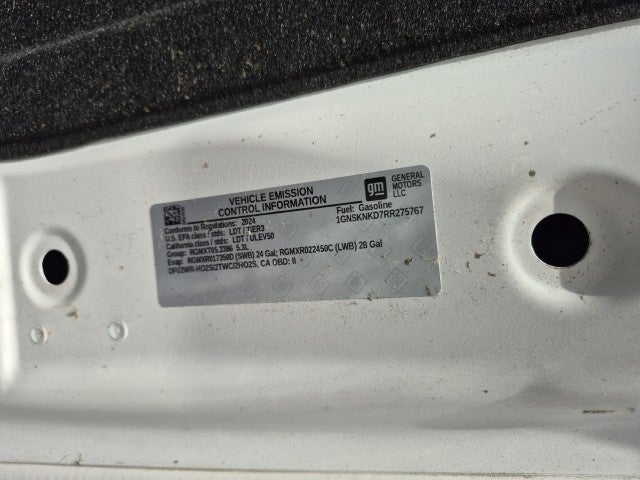 VEHICLE EMISSION
CONTROL INFORMATION
gm
GENERAL
MOTORS
LLC
Conforms to Regulations: 2024
Fuel: Gasoline
U.S. EPA class / stds: LDT / TIER3
1GNSKNKD7RR275767
California class / stds: LDT / ULEV50
Group: RGMXT05.3386 5.3L
Evap: RGMXR017350D (SWB) 24 Gal; RGMXR022450C (LWB) 28 Gal
DFI/2WR-HO2S/2TWC/2HO2S, CA OBD: II